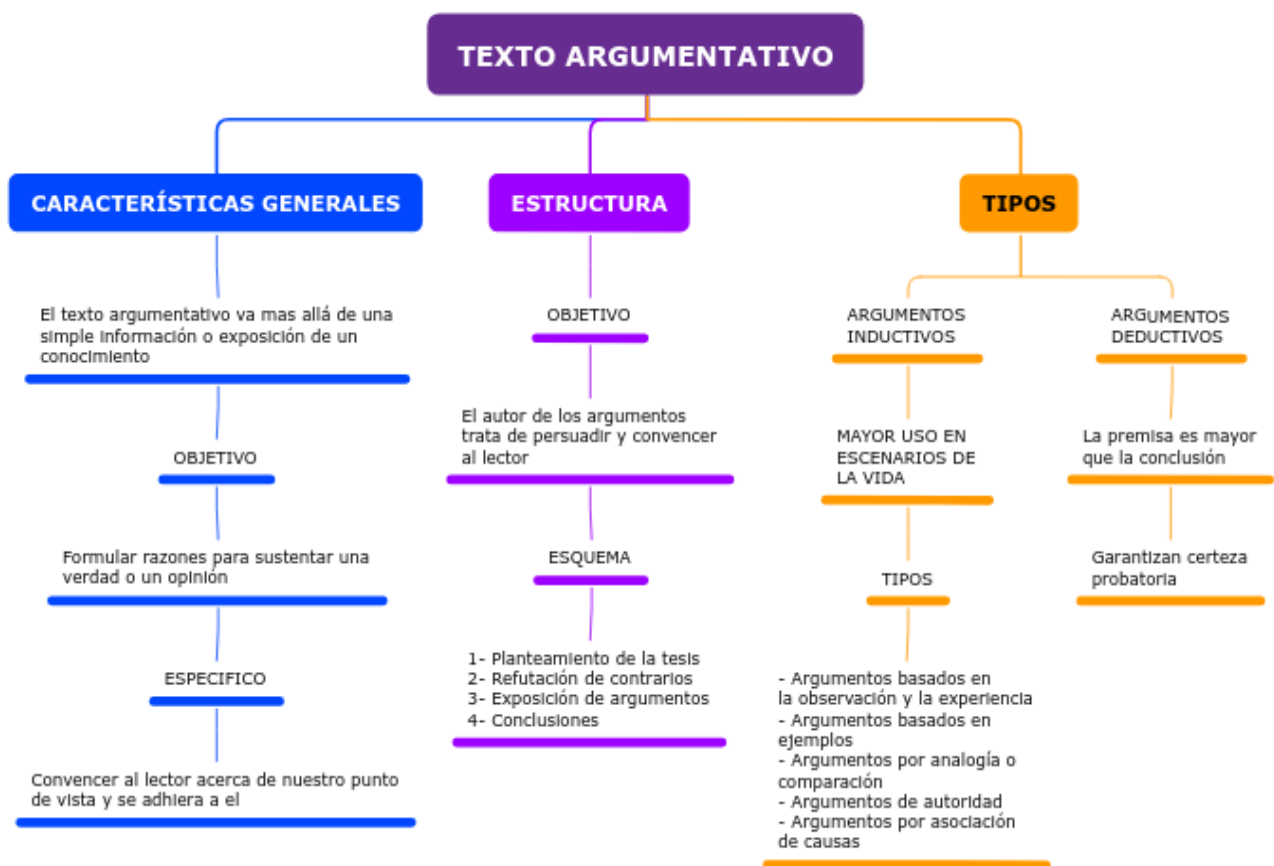 TEXTO ARGUMENTATIVO
CARACTERÍSTICAS GENERALES
El texto argumentativo va mas allá de una
simple información o exposición de un
conocimiento
OBJETIVO
Formular razones para sustentar una
verdad o un opinión
ESPECIFICO
Convencer al lector acerca de nuestro punto
de vista y se adhiera a el
ESTRUCTURA
OBJETIVO
El autor de los argumentos
trata de persuadir y convencer
al lector
ESQUEMA
1- Planteamiento de la tesis
2- Refutación de contrarios
3- Exposición de argumentos
4- Conclusiones
TIPOS
ARGUMENTOS
INDUCTIVOS
MAYOR USO EN
ESCENARIOS DE
LA VIDA
TIPOS
- Argumentos basados en
la observación y la experiencia
- Argumentos basados en
ejemplos
- Argumentos por analogía o
comparación
- Argumentos de autoridad
- Argumentos por asociación
de causas
ARGUMENTOS
DEDUCTIVOS
La premisa es mayor
que la conclusión
Garantizan certeza
probatoria